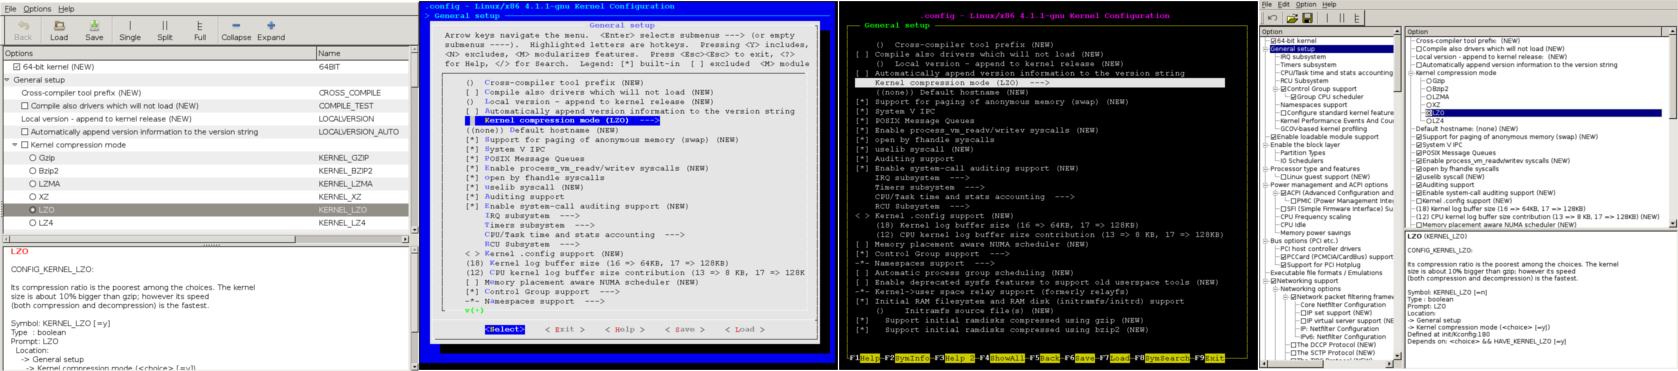 File Options Help
Back Load Save Single Split Full Collapse Expand
Options Name
64-bit kernel (NEW) 64BIT
General setup
Cross-compiler tool prefix (NEW) CROSS_COMPILE
Compile also drivers which will not load (NEW) COMPILE_TEST
Local version - append to kernel release (NEW) LOCALVERSION
Automatically append version information to the version string LOCALVERSION_AUTO
Kernel compression mode
Gzip KERNEL_GZIP
Bzip2 KERNEL_BZIP2
LZMA KERNEL_LZMA
XZ KERNEL_XZ
LZO KERNEL_LZO
LZ4 KERNEL_LZ4
LZO
CONFIG_KERNEL_LZO:
Its compression ratio is the poorest among the choices. The kernel
size is about 10% bigger than gzip; however its speed
(both compression and decompression) is the fastest.
Symbol: KERNEL_LZO [=y]
Type : boolean
Prompt: LZO
Location:
-> General setup
-> Kernel compression mode (<choice> [=y])
.config - Linux/x86 4.1.1-gnu Kernel Configuration
> General setup
General setup
Arrow keys navigate the menu. <Enter> selects submenus ---> (or empty
submenus ----). Highlighted letters are hotkeys. Pressing <Y> includes,
<N> excludes, <M> modularizes features. Press <Esc><Esc> to exit, <?>
for Help, </> for Search. Legend: [*] built-in [ ] excluded <M> module
() Cross-compiler tool prefix (NEW)
[ ] Compile also drivers which will not load (NEW)
() Local version - append to kernel release (NEW)
[ ] Automatically append version information to the version string
Kernel compression mode (LZO) --->
((none)) Default hostname (NEW)
[*] Support for paging of anonymous memory (swap) (NEW)
[*] System V IPC
[*] POSIX Message Queues
[*] Enable process_vm_readv/writev syscalls (NEW)
[*] open by fhandle syscalls
[*] uselib syscall (NEW)
[*] Auditing support
[*] Enable system-call auditing support (NEW)
IRQ subsystem --->
Timers subsystem --->
CPU/Task time and stats accounting --->
RCU Subsystem --->
< > Kernel .config support (NEW)
(18) Kernel log buffer size (16 => 64KB, 17 => 128KB)
(12) CPU kernel log buffer size contribution (13 => 8 KB, 17 => 128K
[ ] Memory placement aware NUMA scheduler (NEW)
[*] Control Group support --->
-*- Namespaces support --->
v(+)
<Select> < Exit > < Help > < Save > < Load >
.config - Linux/x86 4.1.1-gnu Kernel Configuration
General setup
() Cross-compiler tool prefix (NEW)
[ ] Compile also drivers which will not load (NEW)
() Local version - append to kernel release (NEW)
[ ] Automatically append version information to the version string
Kernel compression mode (LZO) --->
((none)) Default hostname (NEW)
[*] Support for paging of anonymous memory (swap) (NEW)
[*] System V IPC
[*] POSIX Message Queues
[*] Enable process_vm_readv/writev syscalls (NEW)
[*] open by fhandle syscalls
[*] uselib syscall (NEW)
[*] Auditing support
[*] Enable system-call auditing support (NEW)
IRQ subsystem --->
Timers subsystem --->
CPU/Task time and stats accounting --->
RCU Subsystem --->
< > Kernel .config support (NEW)
(18) Kernel log buffer size (16 => 64KB, 17 => 128KB)
(12) CPU kernel log buffer size contribution (13 => 8 KB, 17 => 128KB)
[ ] Memory placement aware NUMA scheduler (NEW)
[*] Control Group support --->
-*- Namespaces support --->
[ ] Automatic process group scheduling (NEW)
[ ] Enable deprecated sysfs features to support old userspace tools (NEW)
-*- Kernel->user space relay support (formerly relayfs)
[*] Initial RAM filesystem and RAM disk (initramfs/initrd) support
() Initramfs source file(s) (NEW)
[*] Support initial ramdisks compressed using gzip (NEW)
[*] Support initial ramdisks compressed using bzip2 (NEW)
F1Help F2SymInfo F3Help 2 F4ShowAll F5Back F6Save F7Load F8SymSearch F9Exit
File Edit Option Help
Option
64-bit kernel
General setup
IRQ subsystem
Timers subsystem
CPU/Task time and stats accounting
RCU Subsystem
Control Group support
Group CPU scheduler
Namespaces support
Configure standard kernel feature
Kernel Performance Events And Cou
GCOV-based kernel profiling
Enable loadable module support
Enable the block layer
Partition Types
IO Schedulers
Processor type and features
Linux guest support (NEW)
Power management and ACPI options
ACPI (Advanced Configuration and
PMIC (Power Management Inte
SFI (Simple Firmware Interface) Su
CPU Frequency scaling
CPU Idle
Memory power savings
Bus options (PCI etc.)
PCI host controller drivers
PCCard (PCMCIA/CardBus) support
Support for PCI Hotplug
Executable file formats / Emulations
Networking support
Networking options
Network packet filtering framew
Core Netfilter Configuration
IP set support (NEW)
IP virtual server support (NE
IP: Netfilter Configuration
IPv6: Netfilter Configuration
The DCCP Protocol (NEW)
The SCTP Protocol (NEW)
Option
Cross-compiler tool prefix: (NEW)
Compile also drivers which will not load (NEW)
Local version - append to kernel release: (NEW)
Automatically append version information to the version string
Kernel compression mode
Gzip
Bzip2
LZMA
XZ
LZO
LZ4
Default hostname: (none) (NEW)
Support for paging of anonymous memory (swap) (NEW)
System V IPC
POSIX Message Queues
Enable process_vm_readv/writev syscalls (NEW)
open by fhandle syscalls
uselib syscall (NEW)
Auditing support
Enable system-call auditing support (NEW)
Kernel .config support (NEW)
(18) Kernel log buffer size (16 => 64KB, 17 => 128KB)
(12) CPU kernel log buffer size contribution (13 => 8 KB, 17 => 128KB)
Memory placement aware NUMA scheduler (NEW)
LZO (KERNEL_LZO)
CONFIG_KERNEL_LZO:
Its compression ratio is the poorest among the choices. The kernel
size is about 10% bigger than gzip; however its speed
(both compression and decompression) is the fastest.
Symbol: KERNEL_LZO [=n]
Type : boolean
Prompt: LZO
Location:
-> General setup
-> Kernel compression mode (<choice> [=y])
Defined at init/Kconfig:180
Depends on: <choice> && HAVE_KERNEL_LZO [=y]